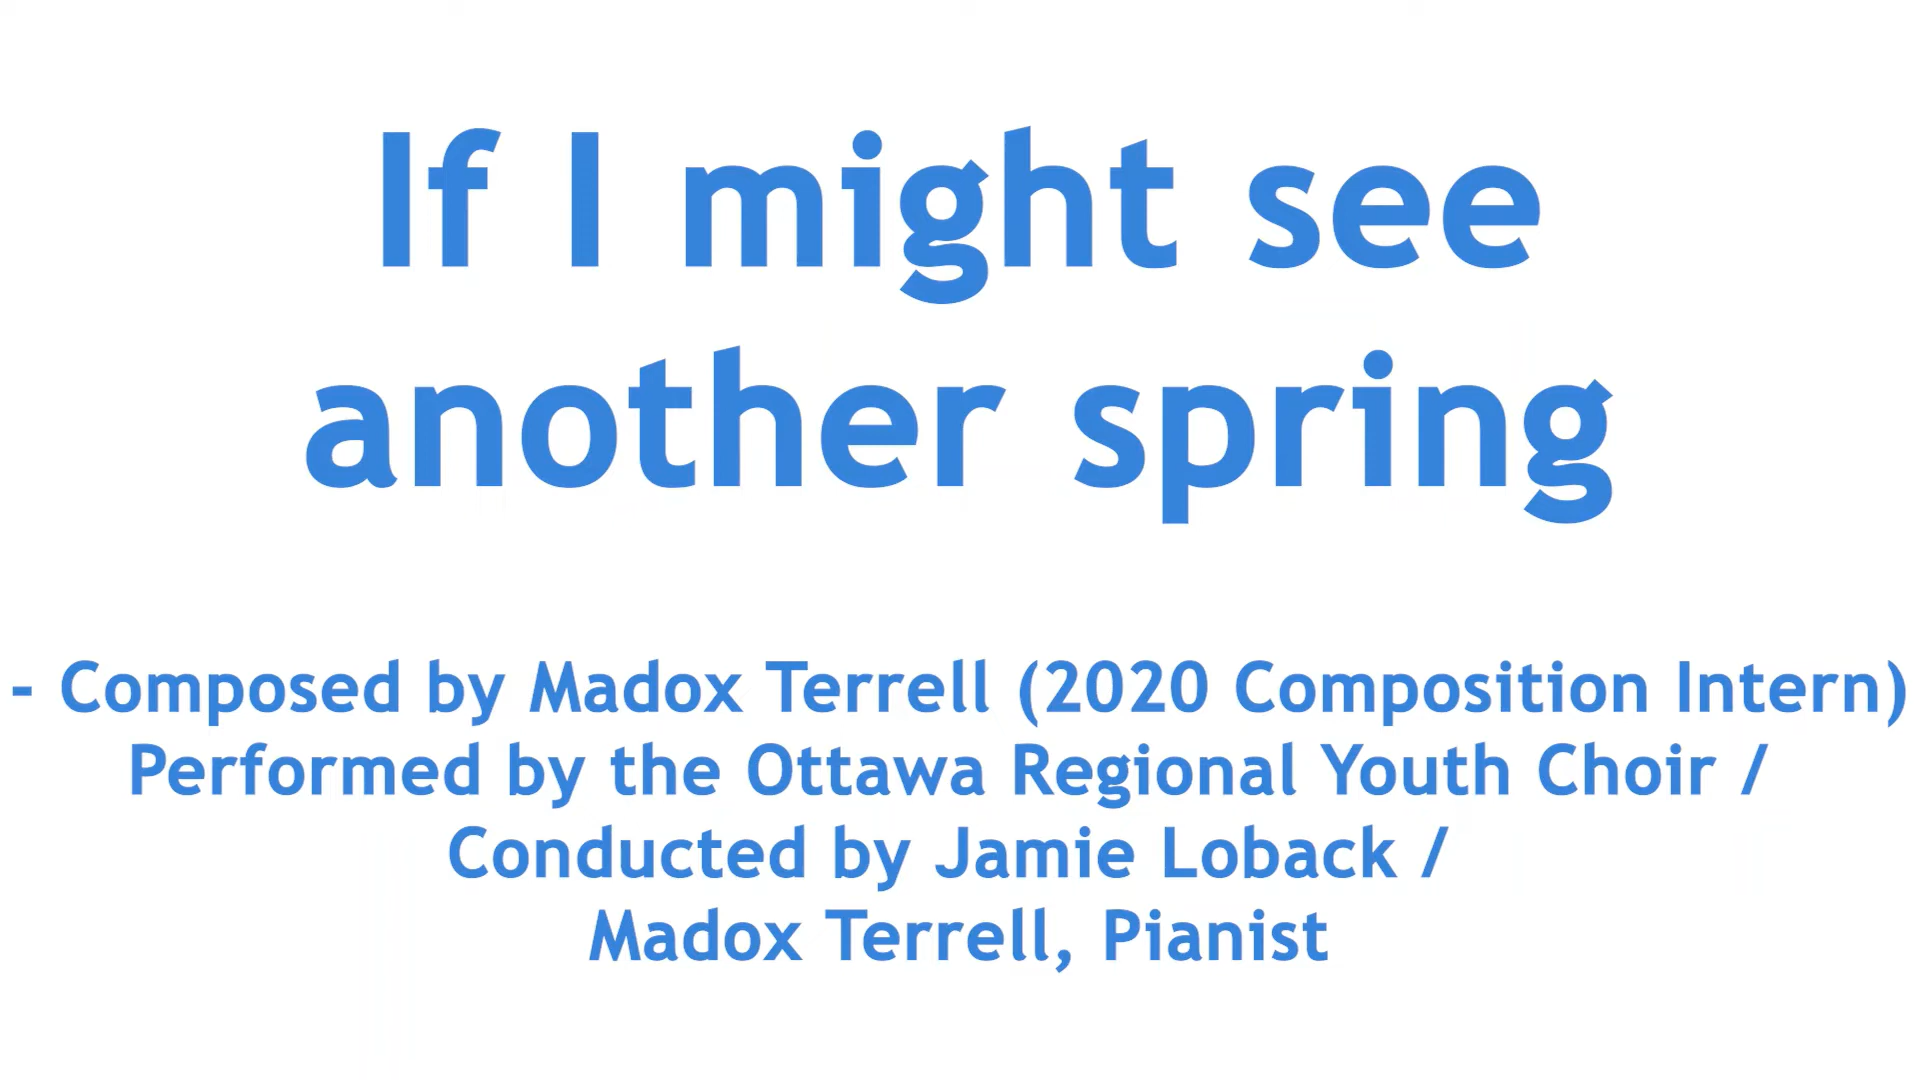 If I might see
another spring
- Composed by Madox Terrell (2020 Composition Intern)
Performed by the Ottawa Regional Youth Choir /
Conducted by Jamie Loback /
Madox Terrell, Pianist